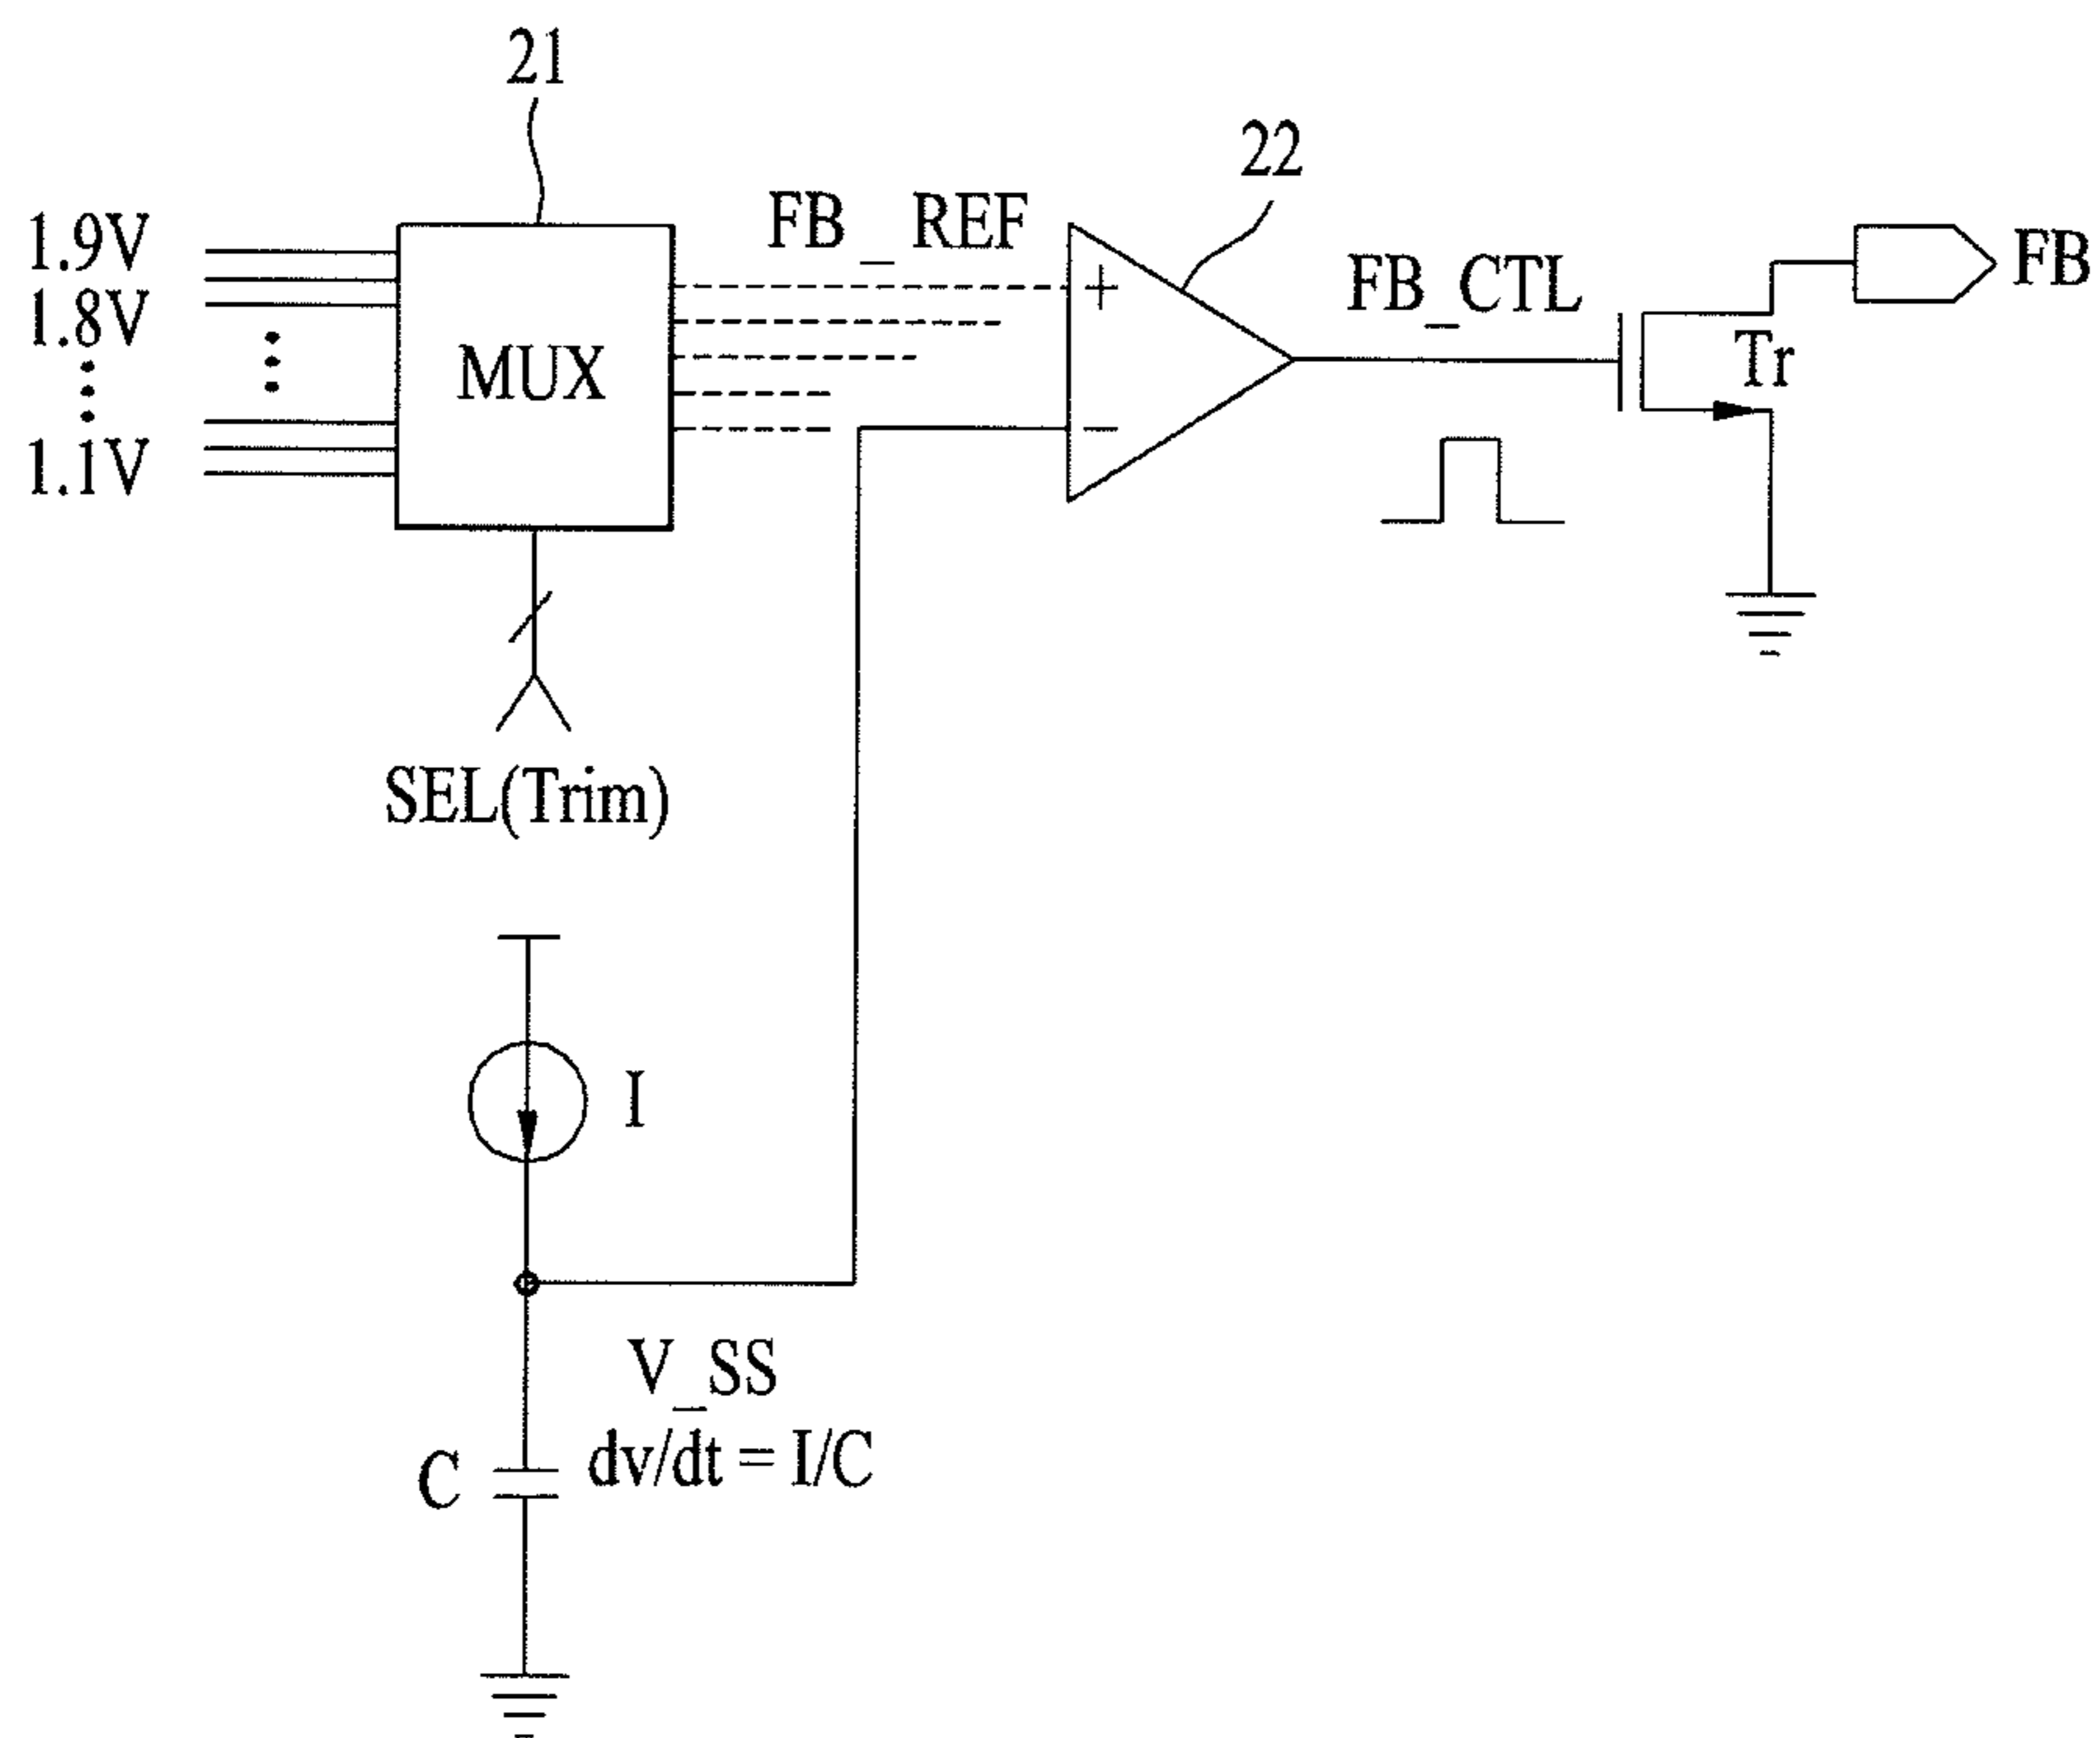 21
22
1.9V
1.8V
1.1V
MUX
FB_REF
+
−
FB_CTL
Tr
FB
SEL(Trim)
I
V_SS
dv/dt = I/C
C